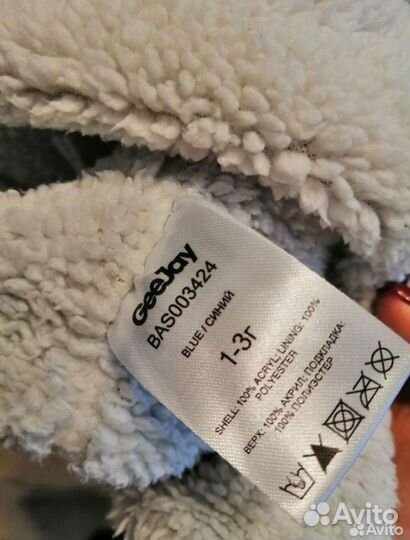 GeeJay
BAS003424
BLUE / СИНИЙ
1-3г
SHELL: 100% ACRYL LINING: 100%
POLYESTER
ВЕРХ: 100% АКРИЛ, ПОДКЛАДКА:
100% ПОЛИЭСТЕР
Avito
Avito